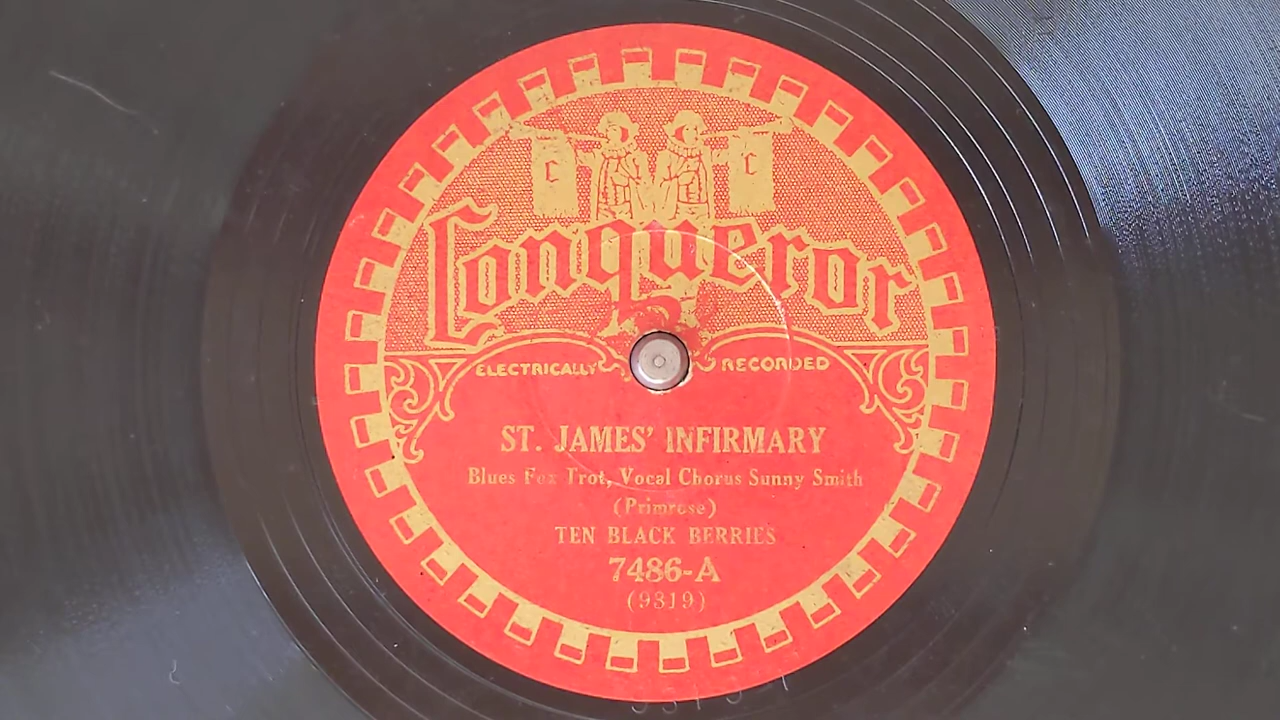 C C
Conqueror
ELECTRICALLY RECORDED
ST. JAMES' INFIRMARY
Blues Fox Trot, Vocal Chorus Sunny Smith
(Primrose)
TEN BLACK BERRIES
7486-A
(9319)